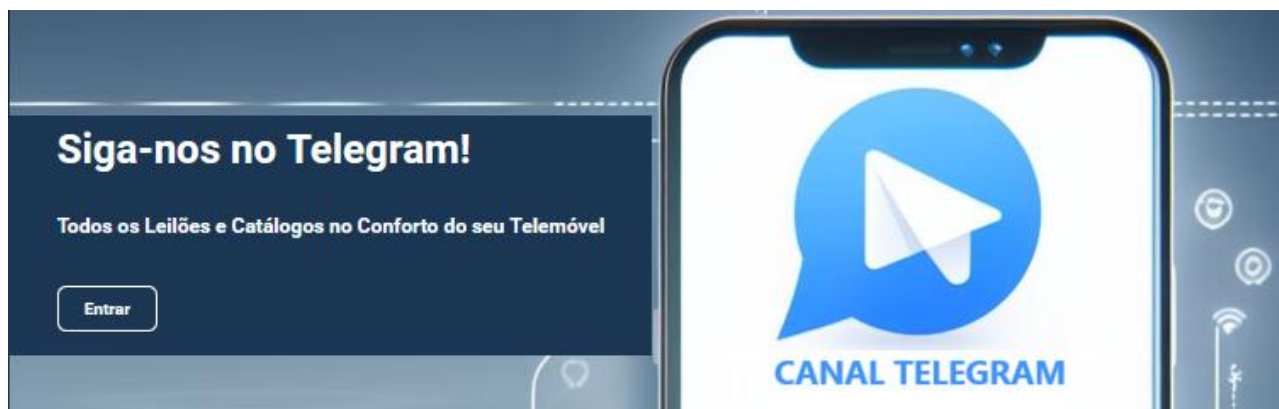 Siga-nos no Telegram!
Todos os Leilões e Catálogos no Conforto do seu Telemóvel
Entrar
CANAL TELEGRAM